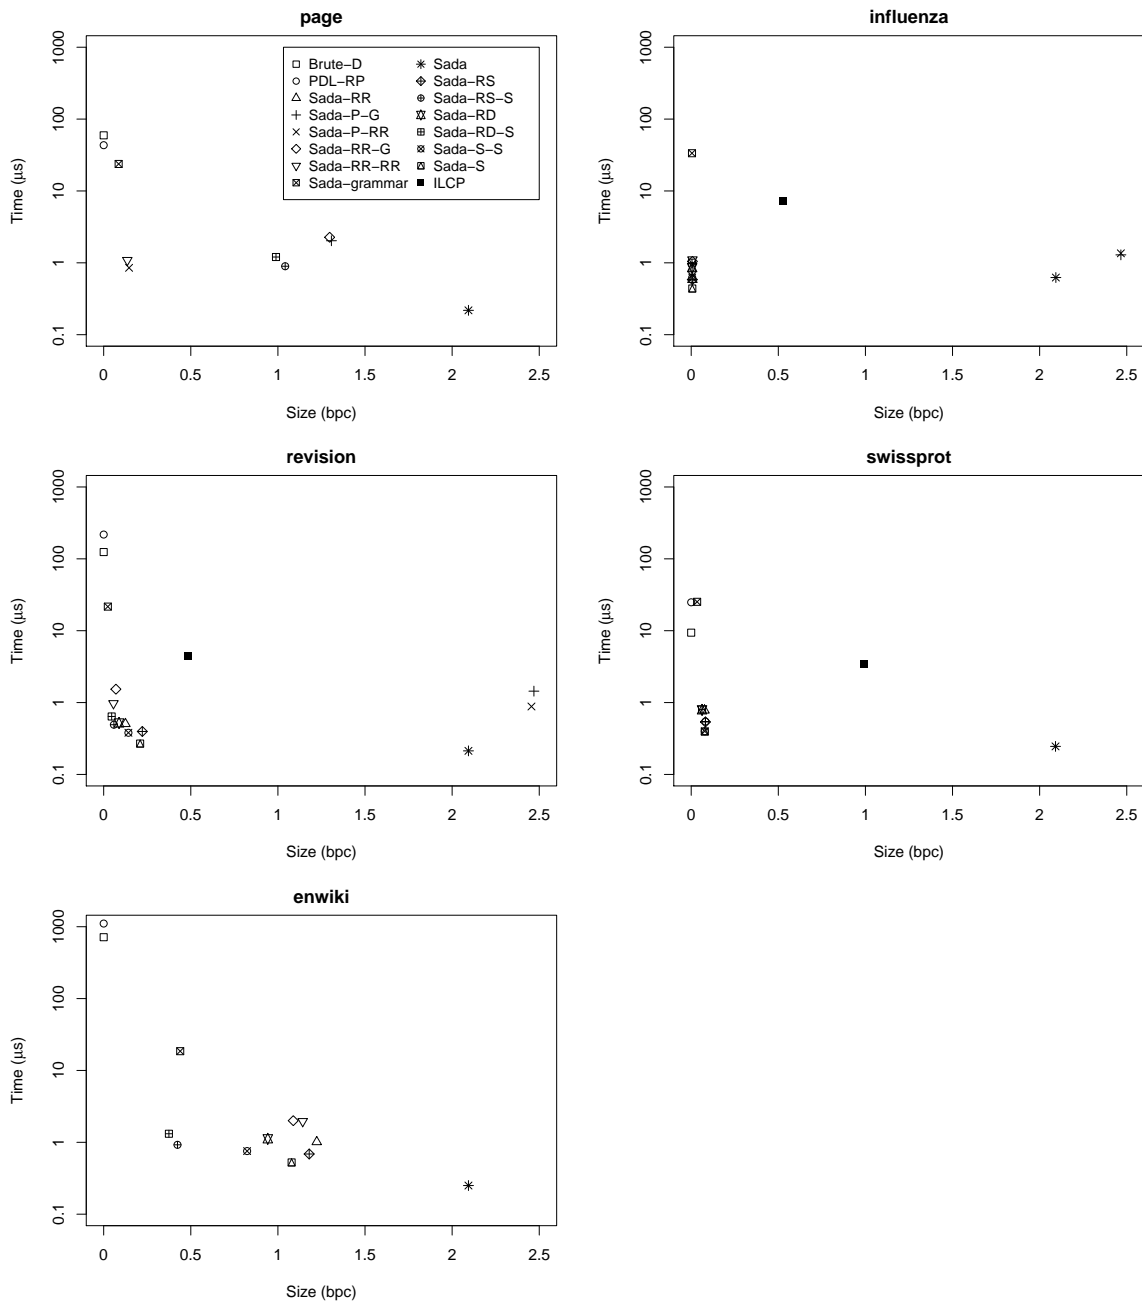 page
1000
100
10
1
0.1
Time (μs)
Brute−D
PDL−RP
Sada−RR
Sada−P−G
Sada−P−RR
Sada−RR−G
Sada−RR−RR
Sada−grammar
Sada
Sada−RS
Sada−RS−S
Sada−RD
Sada−RD−S
Sada−S−S
Sada−S
ILCP
0 0.5 1 1.5 2 2.5
Size (bpc)
influenza
1000
100
10
1
0.1
Time (μs)
0 0.5 1 1.5 2 2.5
Size (bpc)
revision
1000
100
10
1
0.1
Time (μs)
0 0.5 1 1.5 2 2.5
Size (bpc)
swissprot
1000
100
10
1
0.1
Time (μs)
0 0.5 1 1.5 2 2.5
Size (bpc)
enwiki
1000
100
10
1
0.1
Time (μs)
0 0.5 1 1.5 2 2.5
Size (bpc)